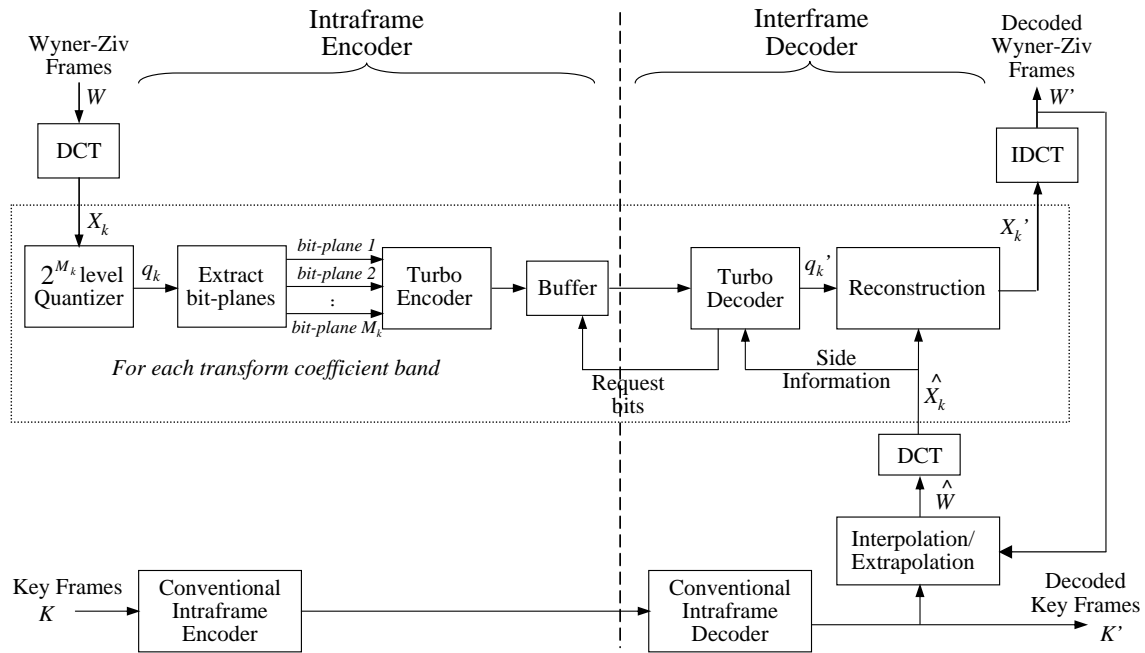 Intraframe
Encoder
Interframe
Decoder
Wyner-Ziv
Frames
W
Decoded
Wyner-Ziv
Frames
W'
DCT
IDCT
X_k
X_k'
2^{M_k} level
Quantizer
q_k
Extract
bit-planes
bit-plane 1
bit-plane 2
:
bit-plane M_k
Turbo
Encoder
Buffer
Turbo
Decoder
q_k'
Reconstruction
For each transform coefficient band
Request
bits
Side
Information
X̂_k
DCT
Ŵ
Interpolation/
Extrapolation
Key Frames
K
Conventional
Intraframe
Encoder
Conventional
Intraframe
Decoder
Decoded
Key Frames
K'